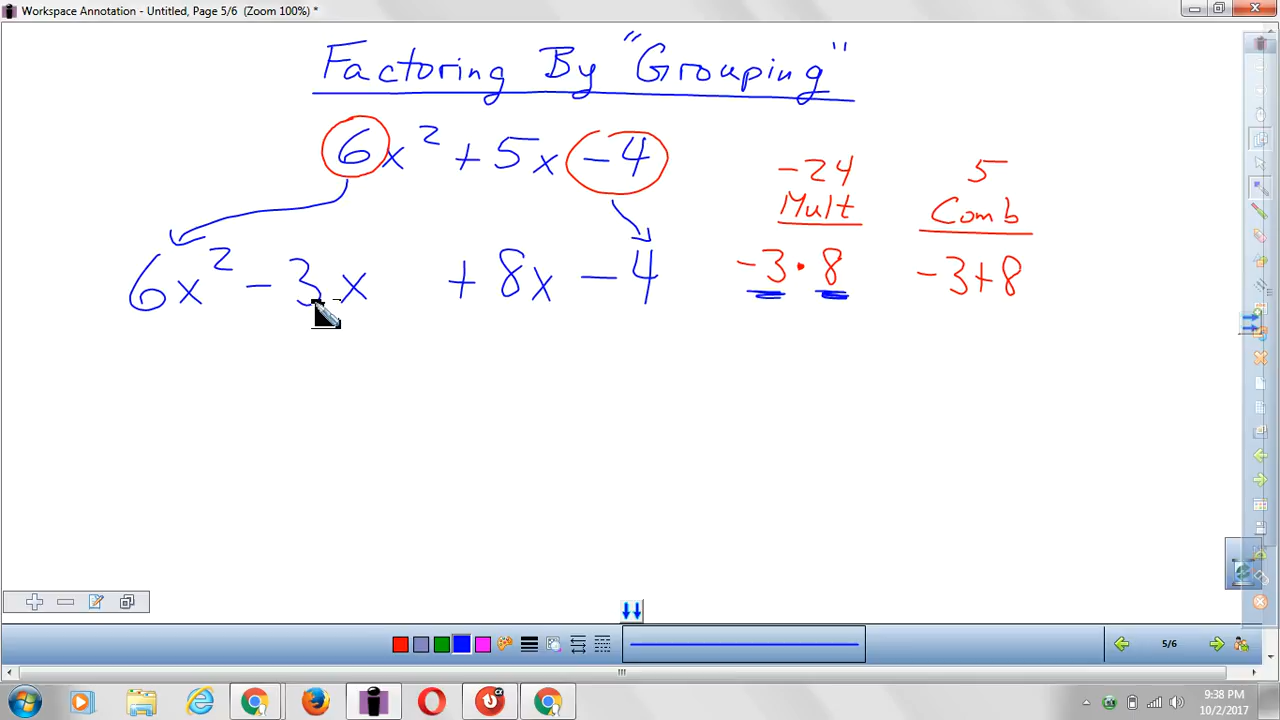 Workspace Annotation - Untitled, Page 5/6 (Zoom 100%) *
Factoring By "Grouping"
6x² + 5x - 4
-24 5
Mult Comb
6x² - 3x + 8x - 4
-3 • 8 -3+8
5/6
9:38 PM
10/2/2017